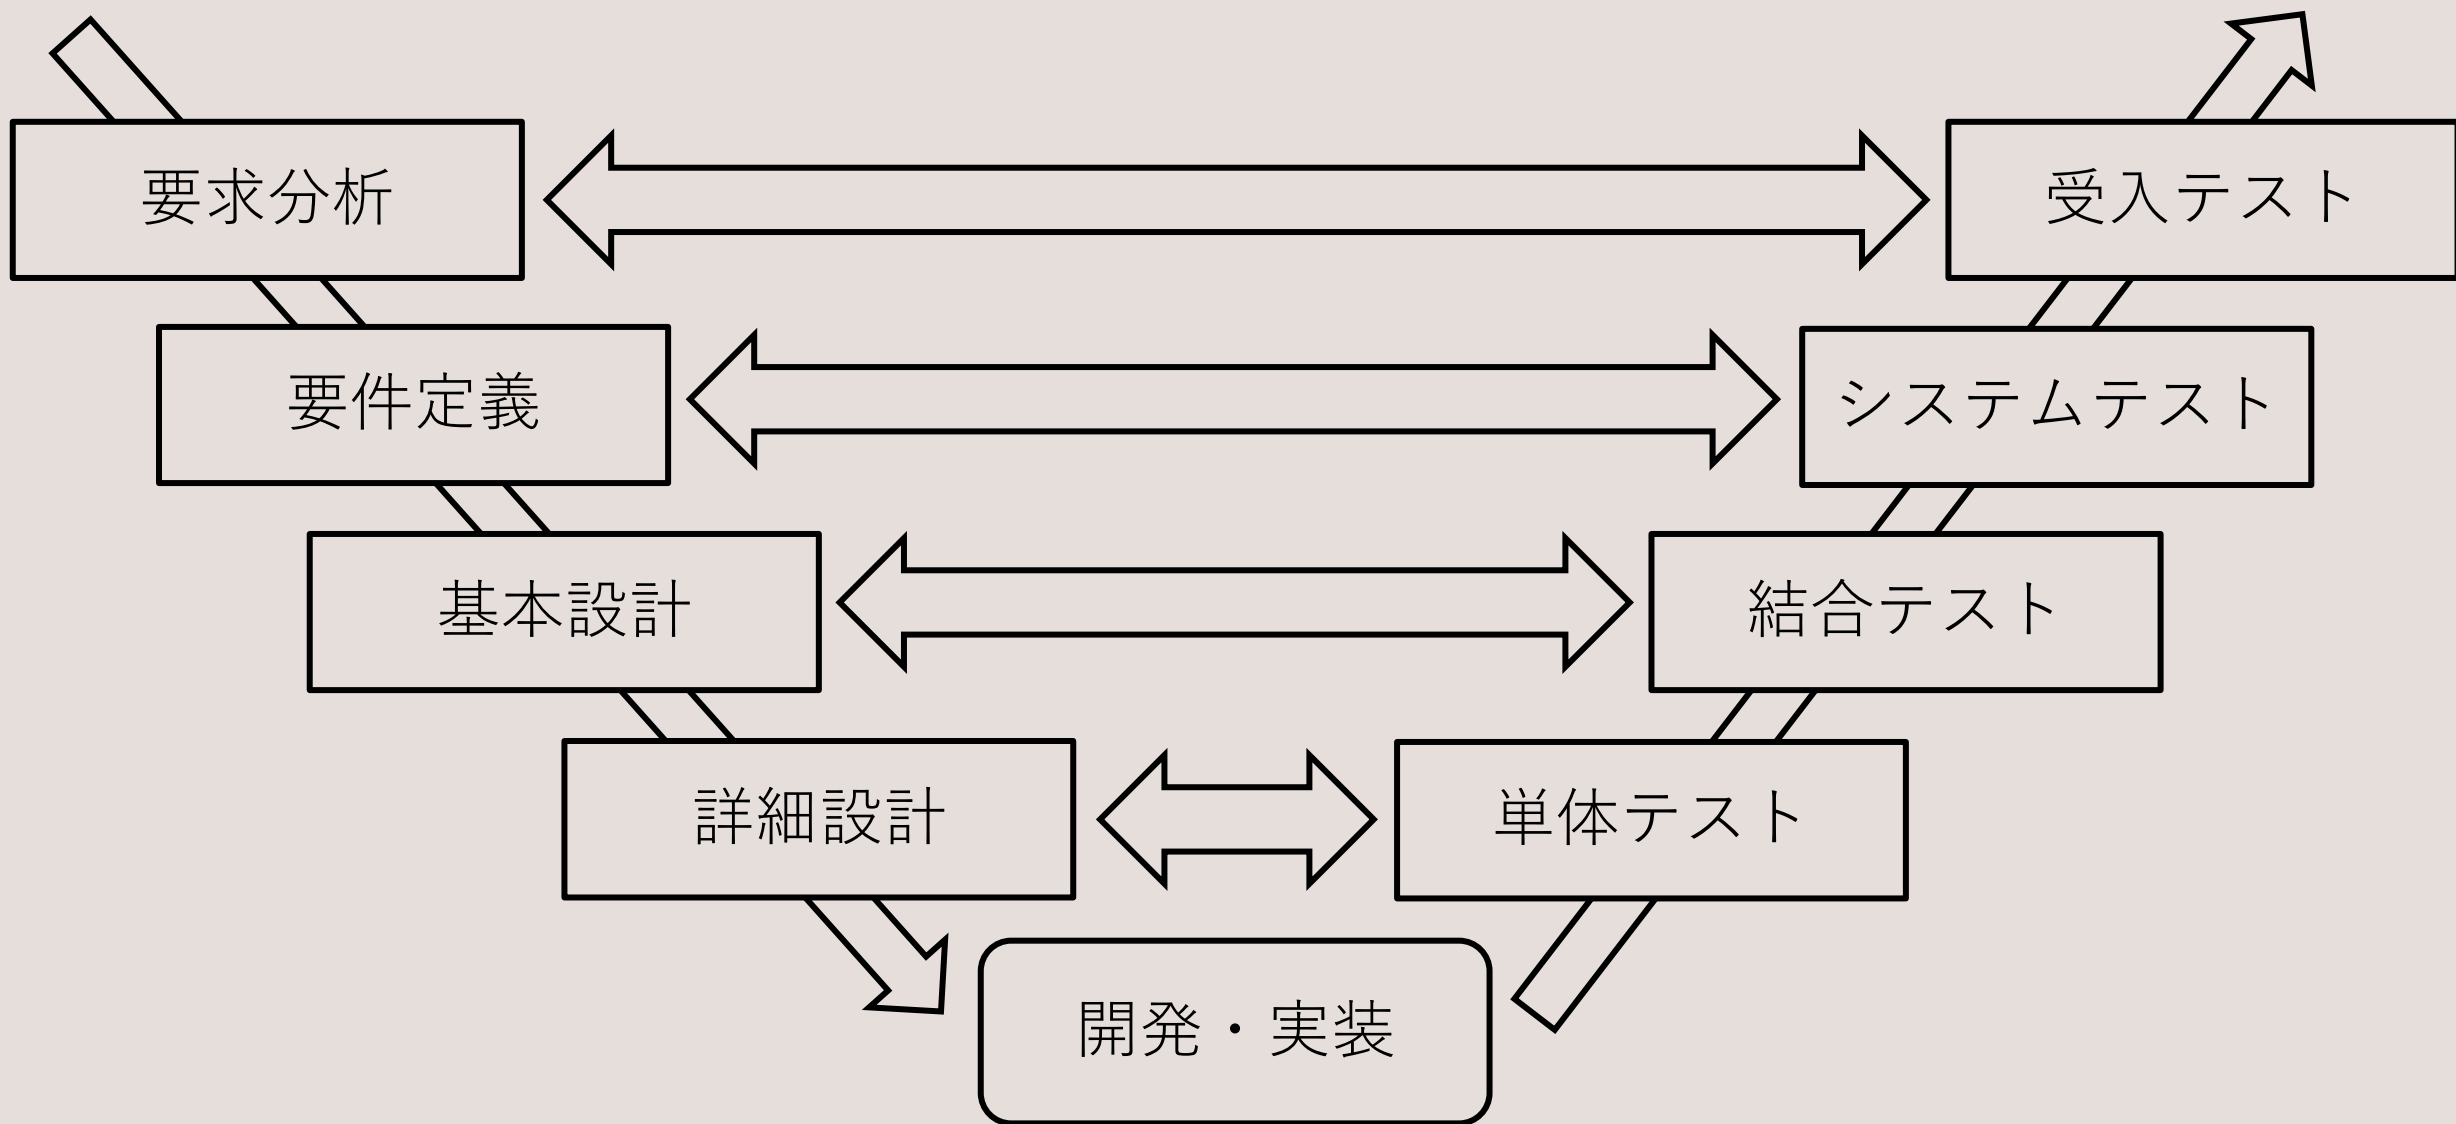 要求分析
受入テスト
要件定義
システムテスト
基本設計
結合テスト
詳細設計
単体テスト
開発・実装